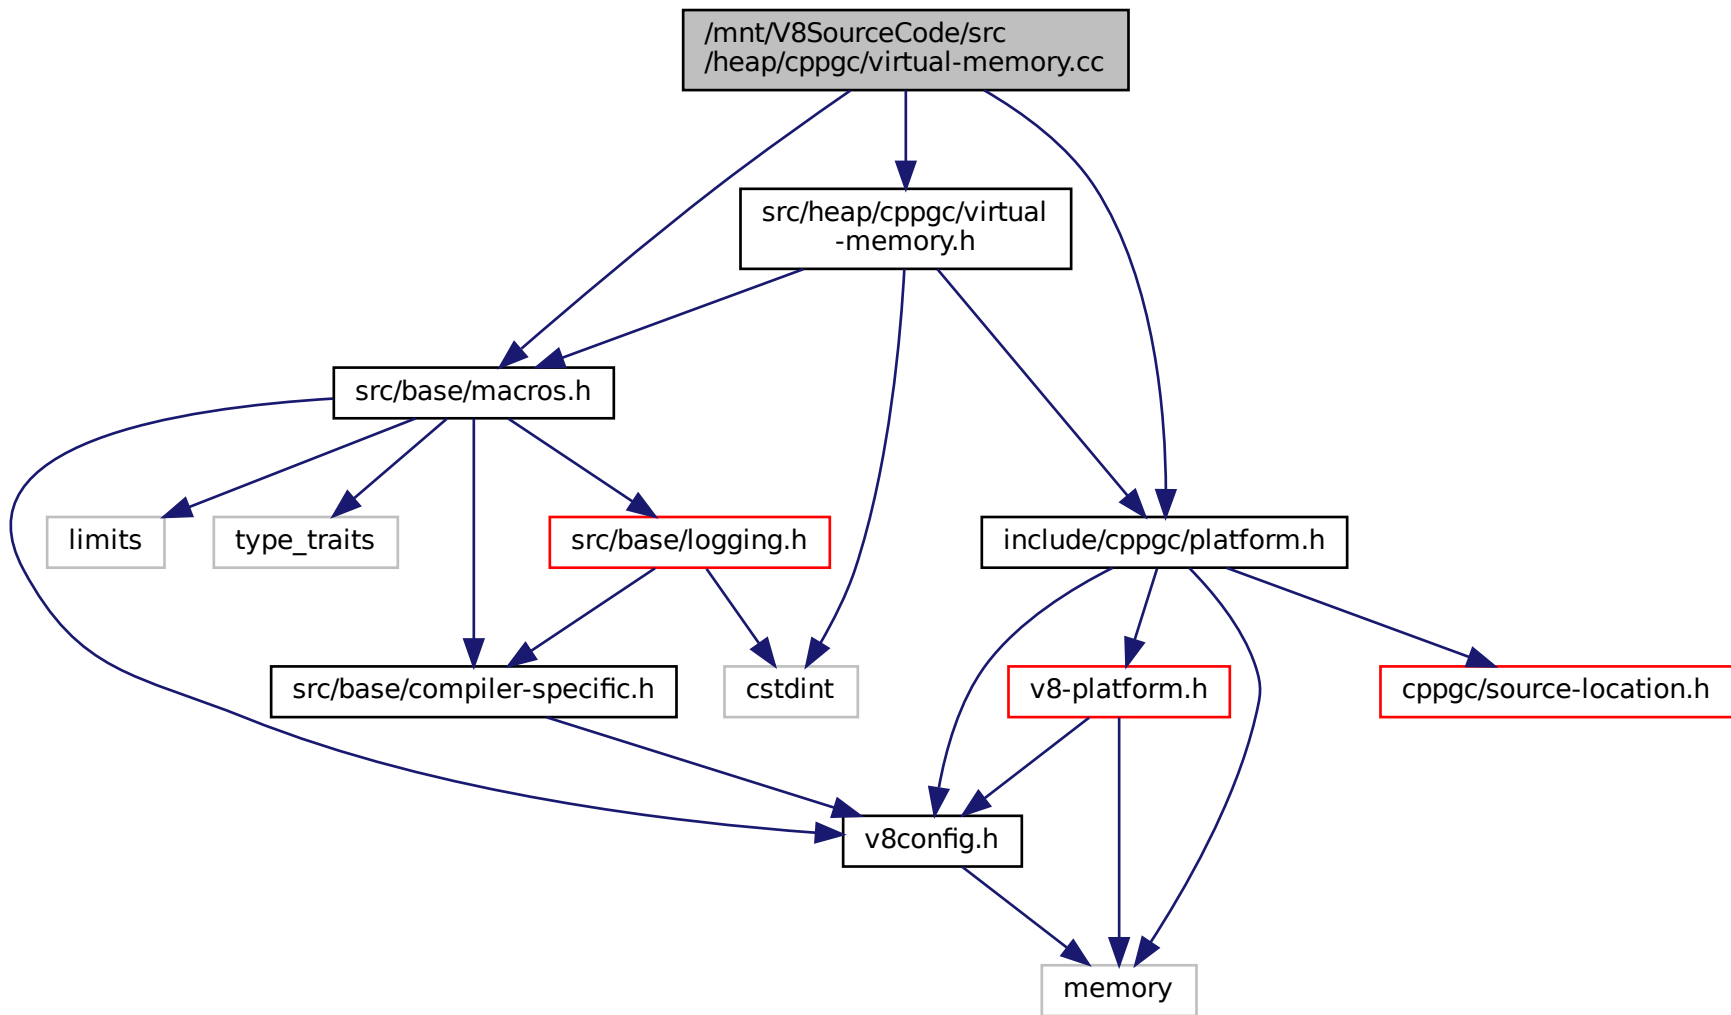 /mnt/V8SourceCode/src
/heap/cppgc/virtual-memory.cc
src/heap/cppgc/virtual
-memory.h
src/base/macros.h
limits
type_traits
src/base/logging.h
include/cppgc/platform.h
src/base/compiler-specific.h
cstdint
v8-platform.h
cppgc/source-location.h
v8config.h
memory